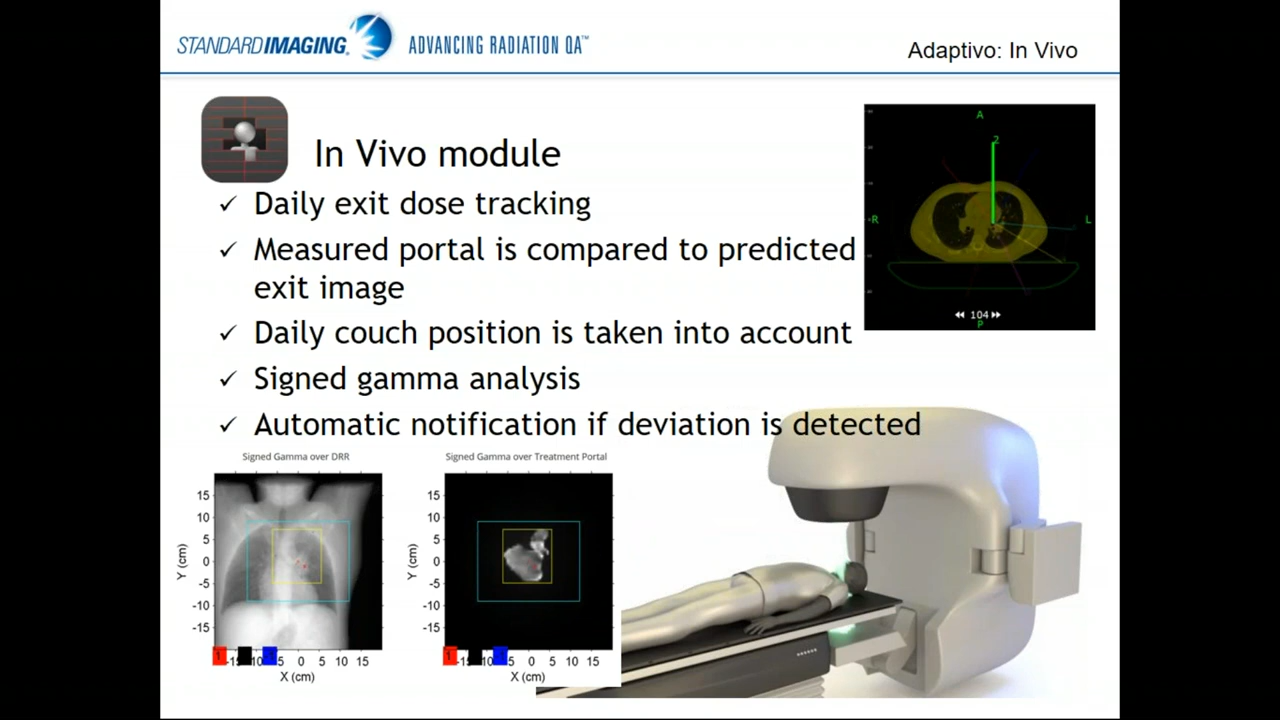 STANDARD IMAGING. ADVANCING RADIATION QA™
Adaptivo: In Vivo
In Vivo module
✓ Daily exit dose tracking
✓ Measured portal is compared to predicted
exit image
✓ Daily couch position is taken into account
✓ Signed gamma analysis
✓ Automatic notification if deviation is detected
A
2
R
L
104
P
Signed Gamma over DRR
15
10
5
0
-5
-10
-15
Y (cm)
0 5 10 15
X (cm)
Signed Gamma over Treatment Portal
15
10
5
0
-5
-10
-15
Y (cm)
0 5 10 15
X (cm)